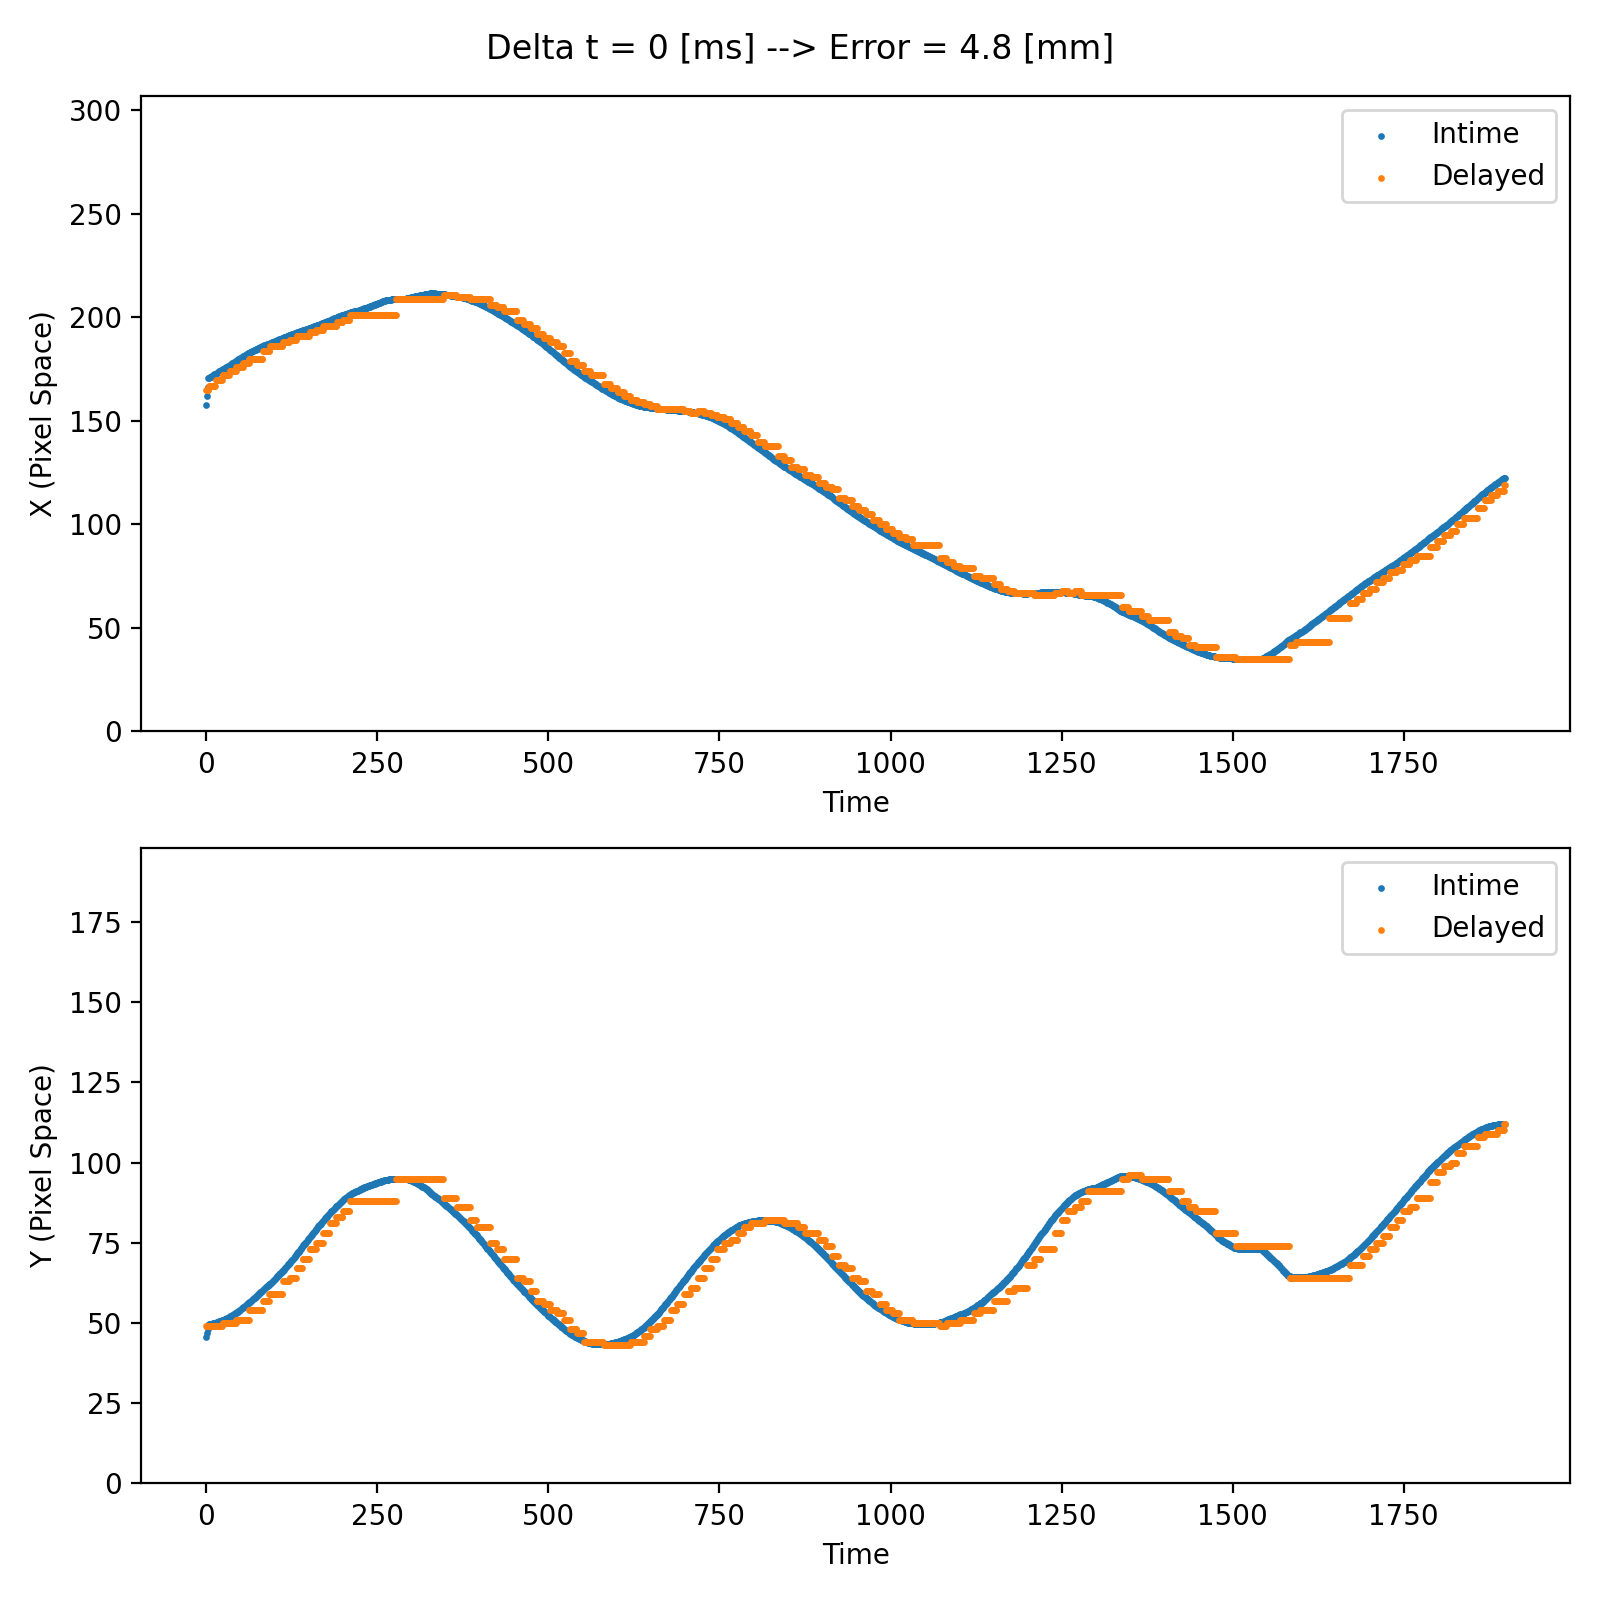 Delta t = 0 [ms] --> Error = 4.8 [mm]
300
250
200
150
100
50
0
X (Pixel Space)
Intime
Delayed
0 250 500 750 1000 1250 1500 1750
Time
175
150
125
100
75
50
25
0
Y (Pixel Space)
Intime
Delayed
0 250 500 750 1000 1250 1500 1750
Time